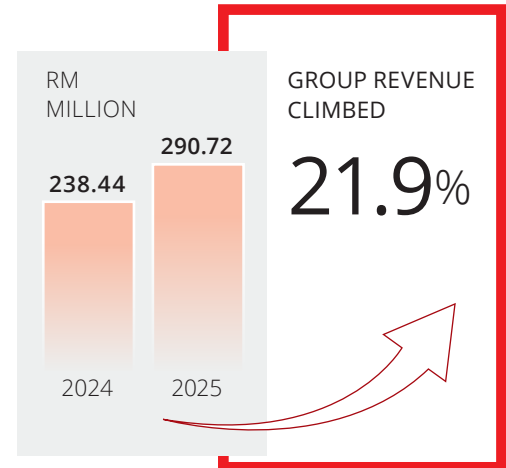 RM
MILLION
238.44
290.72
2024
2025
GROUP REVENUE
CLIMBED
21.9%